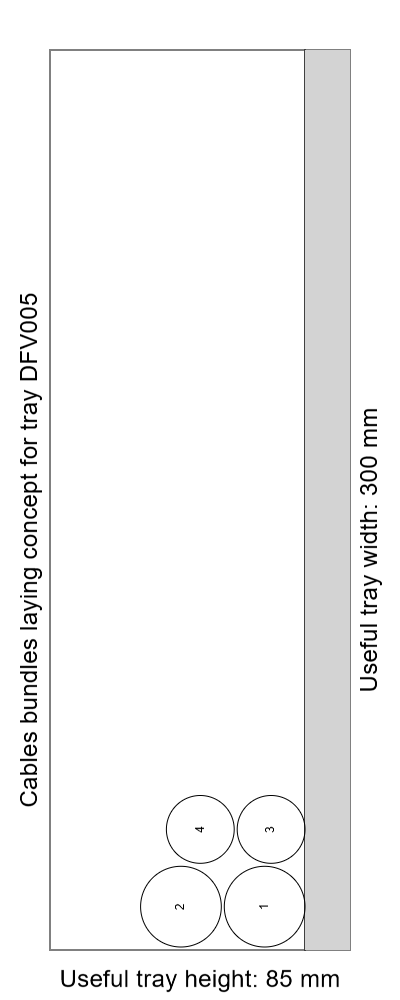 Cables bundles laying concept for tray DFV005
Useful tray width: 300 mm
4
3
2
1
Useful tray height: 85 mm